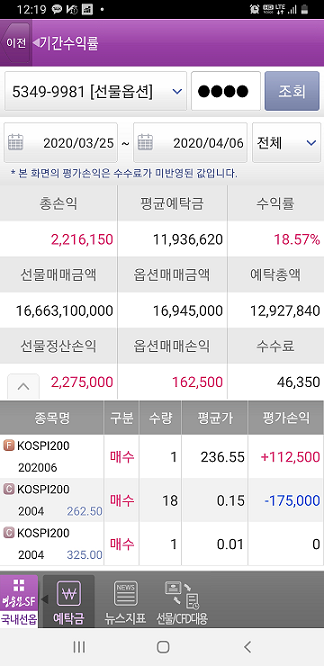 12:19
LTE
이전
기간수익률
5349-9981 [선물옵션]
조회
2020/03/25 ~ 2020/04/06 전체
* 본 화면의 평가손익은 수수료가 미반영된 값입니다.
총손익 평균예탁금 수익률
2,216,150 11,936,620 18.57%
선물매매금액 옵션매매금액 예탁총액
16,663,100,000 16,945,000 12,927,840
선물정산손익 옵션매매손익 수수료
2,275,000 162,500 46,350
종목명 구분 수량 평균가 평가손익
F KOSPI200
202006 매수 1 236.55 +112,500
C KOSPI200
2004 262.50 매수 18 0.15 -175,000
C KOSPI200
2004 325.00 매수 1 0.01 0
영웅문SF
국내선옵
예탁금
NEWS
뉴스지표
선물/CFD대용